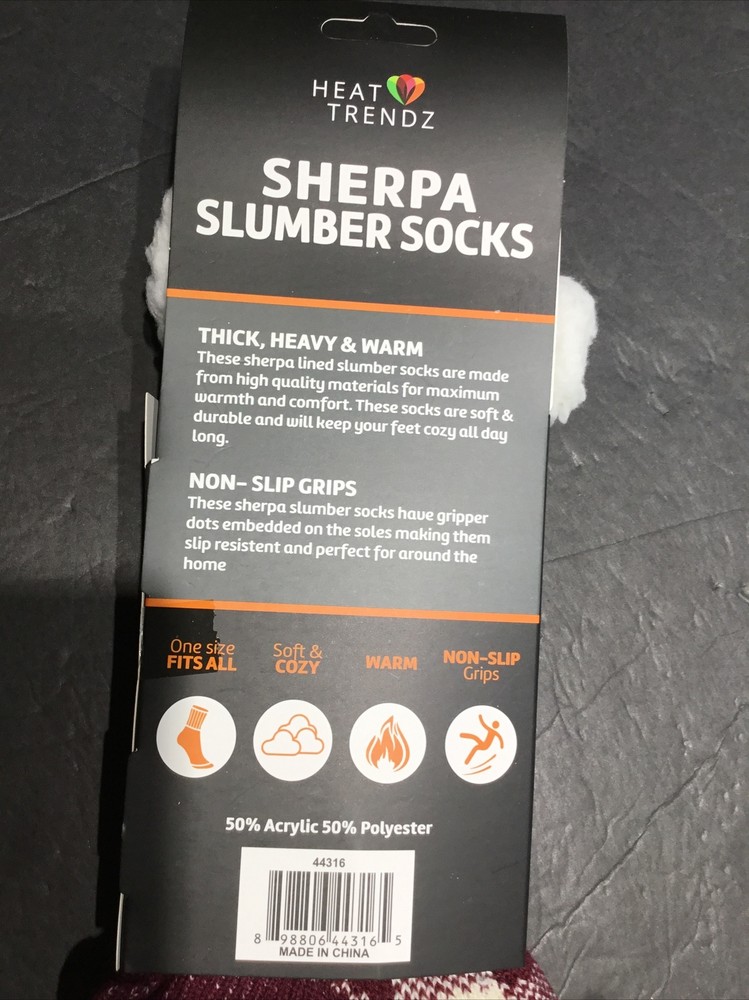 HEAT
TRENDZ
SHERPA
SLUMBER SOCKS
THICK, HEAVY & WARM
These sherpa lined slumber socks are made
from high quality materials for maximum
warmth and comfort. These socks are soft &
durable and will keep your feet cozy all day
long.
NON- SLIP GRIPS
These sherpa slumber socks have gripper
dots embedded on the soles making them
slip resistent and perfect for around the
home
One size
FITS ALL
Soft &
COZY
WARM
NON-SLIP
Grips
50% Acrylic 50% Polyester
44316
8 98806 44316 5
MADE IN CHINA